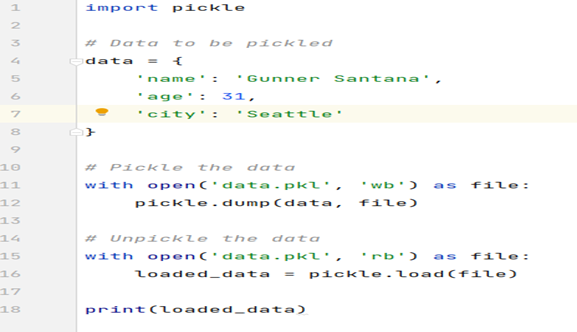 1 import pickle
2
3 # Data to be pickled
4 data = {
5     'name': 'Gunner Santana',
6     'age': 31,
7     'city': 'Seattle'
8 }
9
10 # Pickle the data
11 with open('data.pkl', 'wb') as file:
12     pickle.dump(data, file)
13
14 # Unpickle the data
15 with open('data.pkl', 'rb') as file:
16     loaded_data = pickle.load(file)
17
18 print(loaded_data)